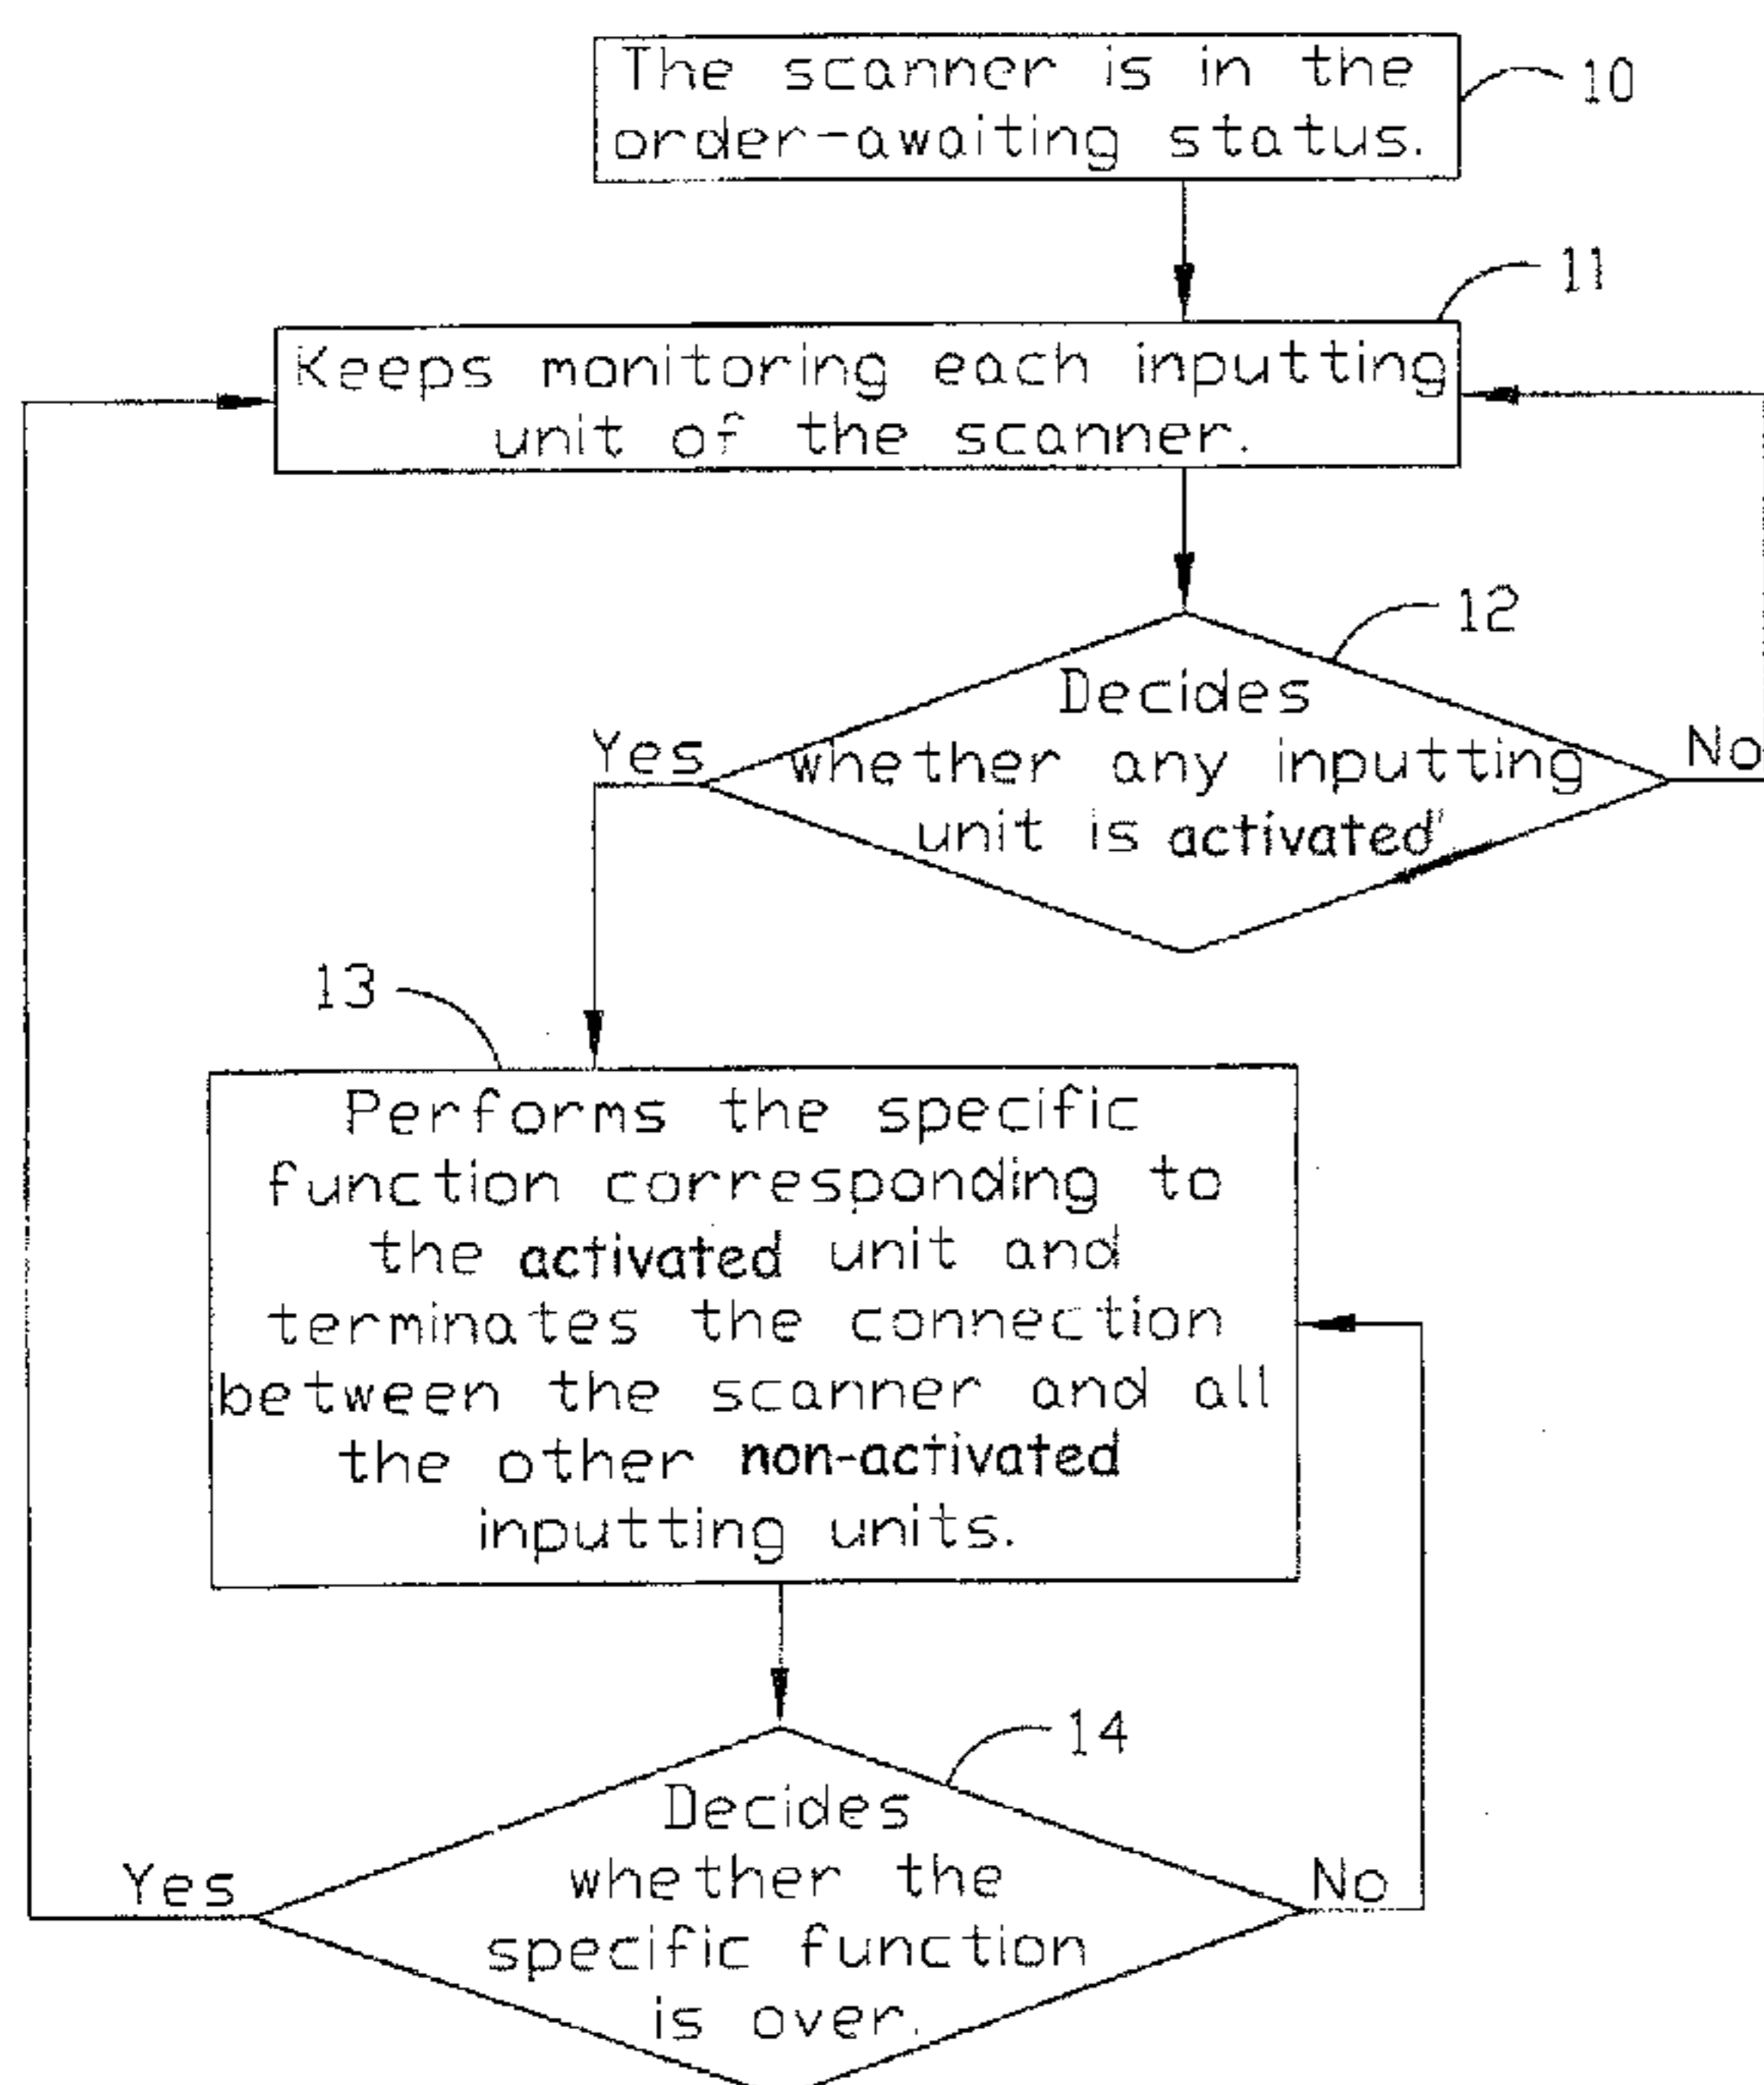 The scanner is in the
order-awaiting status.
10
11
Keeps monitoring each inputting
unit of the scanner.
12
Decides
whether any inputting
unit is activated
Yes
No
13
Performs the specific
function corresponding to
the activated unit and
terminates the connection
between the scanner and all
the other non-activated
inputting units.
14
Decides
whether the
specific function
is over.
Yes
No